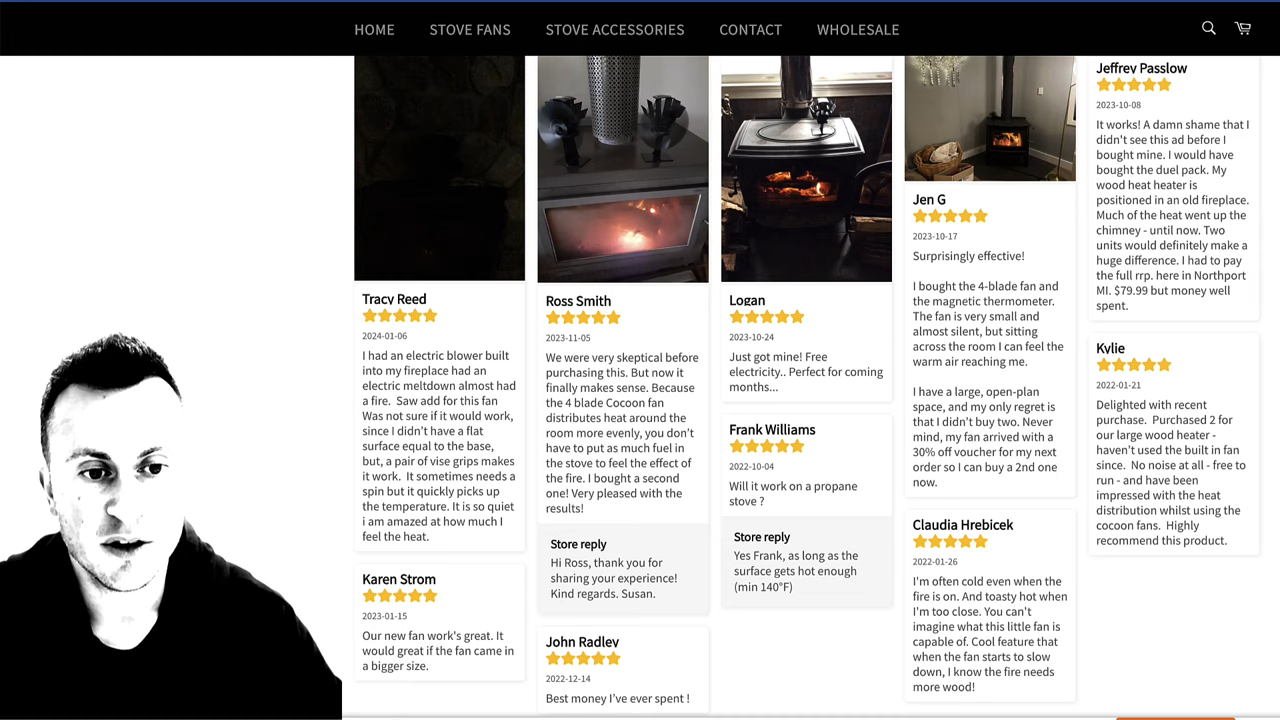 HOME STOVE FANS STOVE ACCESSORIES CONTACT WHOLESALE
Tracy Reed
2024-01-06
I had an electric blower built
into my fireplace had an
electric meltdown almost had
a fire. Saw add for this fan
Was not sure if it would work,
since I didn't have a flat
surface equal to the base,
but, a pair of vise grips makes
it work. It sometimes needs a
spin but it quickly picks up
the temperature. It is so quiet
i am amazed at how much I
feel the heat.
Karen Strom
2023-01-15
Our new fan work's great. It
would great if the fan came in
a bigger size.
Ross Smith
2023-11-05
We were very skeptical before
purchasing this. But now it
finally makes sense. Because
the 4 blade Cocoon fan
distributes heat around the
room more evenly, you don't
have to put as much fuel in
the stove to feel the effect of
the fire. I bought a second
one! Very pleased with the
results!
Store reply
Hi Ross, thank you for
sharing your experience!
Kind regards. Susan.
John Radley
2022-12-14
Best money I've ever spent !
Logan
2023-10-24
Just got mine! Free
electricity.. Perfect for coming
months...
Frank Williams
2022-10-04
Will it work on a propane
stove ?
Store reply
Yes Frank, as long as the
surface gets hot enough
(min 140°F)
Jen G
2023-10-17
Surprisingly effective!
I bought the 4-blade fan and
the magnetic thermometer.
The fan is very small and
almost silent, but sitting
across the room I can feel the
warm air reaching me.
I have a large, open-plan
space, and my only regret is
that I didn't buy two. Never
mind, my fan arrived with a
30% off voucher for my next
order so I can buy a 2nd one
now.
Claudia Hrebicek
2022-01-26
I'm often cold even when the
fire is on. And toasty hot when
I'm too close. You can't
imagine what this little fan is
capable of. Cool feature that
when the fan starts to slow
down, I know the fire needs
more wood!
Jeffrey Passlow
2023-10-08
It works! A damn shame that I
didn't see this ad before I
bought mine. I would have
bought the duel pack. My
wood heat heater is
positioned in an old fireplace.
Much of the heat went up the
chimney - until now. Two
units would definitely make a
huge difference. I had to pay
the full rrp. here in Northport
MI. $79.99 but money well
spent.
Kylie
2022-01-21
Delighted with recent
purchase. Purchased 2 for
our large wood heater -
haven't used the built in fan
since. No noise at all - free to
run - and have been
impressed with the heat
distribution whilst using the
cocoon fans. Highly
recommend this product.